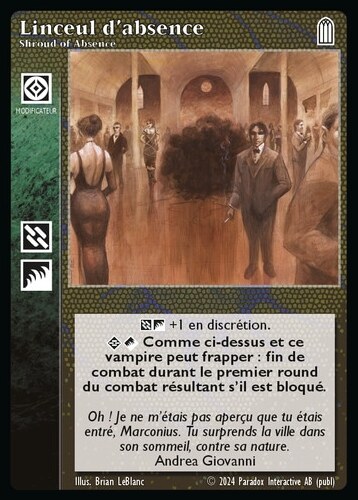 Linceul d'absence
Shroud of Absence
MODIFICATEUR
+1 en discrétion.
Comme ci-dessus et ce
vampire peut frapper : fin de
combat durant le premier round
du combat résultant s'il est bloqué.
Oh ! Je ne m'étais pas aperçu que tu étais
entré, Marconius. Tu surprends la ville dans
son sommeil, contre sa nature.
Andrea Giovanni
Illus. Brian LeBlanc © 2024 Paradox Interactive AB (publ)